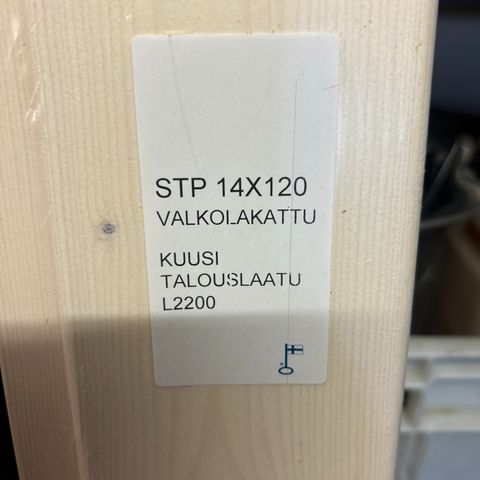 STP 14X120
VALKOLAKATTU
KUUSI
TALOUSLAATU
L2200